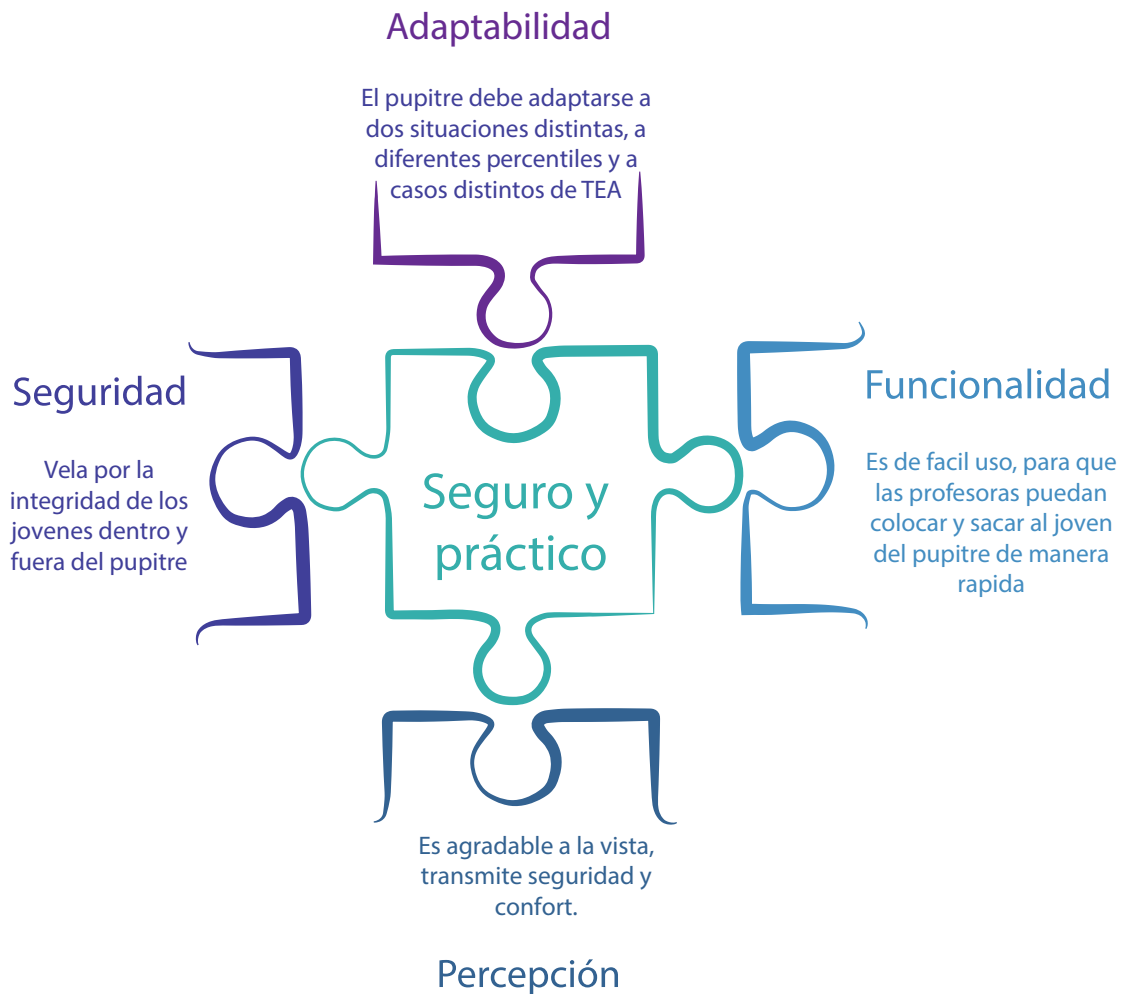 Adaptabilidad
El pupitre debe adaptarse a
dos situaciones distintas, a
diferentes percentiles y a
casos distintos de TEA
Seguridad
Vela por la
integridad de los
jovenes dentro y
fuera del pupitre
Seguro y
práctico
Funcionalidad
Es de facil uso, para que
las profesoras puedan
colocar y sacar al joven
del pupitre de manera
rapida
Es agradable a la vista,
transmite seguridad y
confort.
Percepción